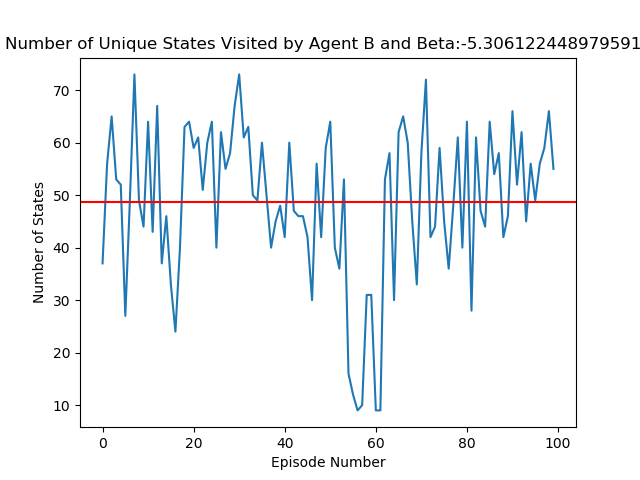 Number of Unique States Visited by Agent B and Beta:-5.306122448979591
70
60
50
40
30
20
10
Number of States
0 20 40 60 80 100
Episode Number